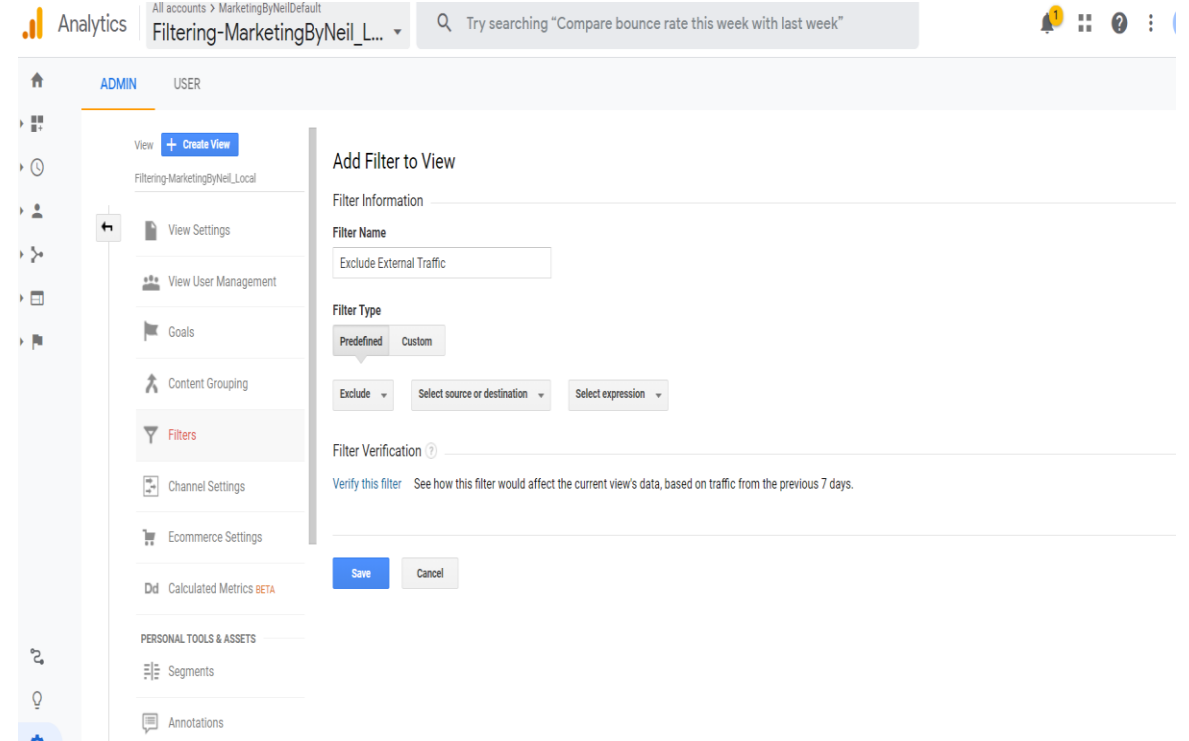 All accounts > MarketingByNeilDefault
Analytics
Filtering-MarketingByNeil_L...
Try searching “Compare bounce rate this week with last week”
1
ADMIN
USER
View
+ Create View
Filtering-MarketingByNeil_Local
View Settings
View User Management
Goals
Content Grouping
Filters
Channel Settings
Ecommerce Settings
Dd Calculated Metrics BETA
PERSONAL TOOLS & ASSETS
Segments
Annotations
Add Filter to View
Filter Information
Filter Name
Exclude External Traffic
Filter Type
Predefined
Custom
Exclude
Select source or destination
Select expression
Filter Verification ?
Verify this filter See how this filter would affect the current view's data, based on traffic from the previous 7 days.
Save
Cancel